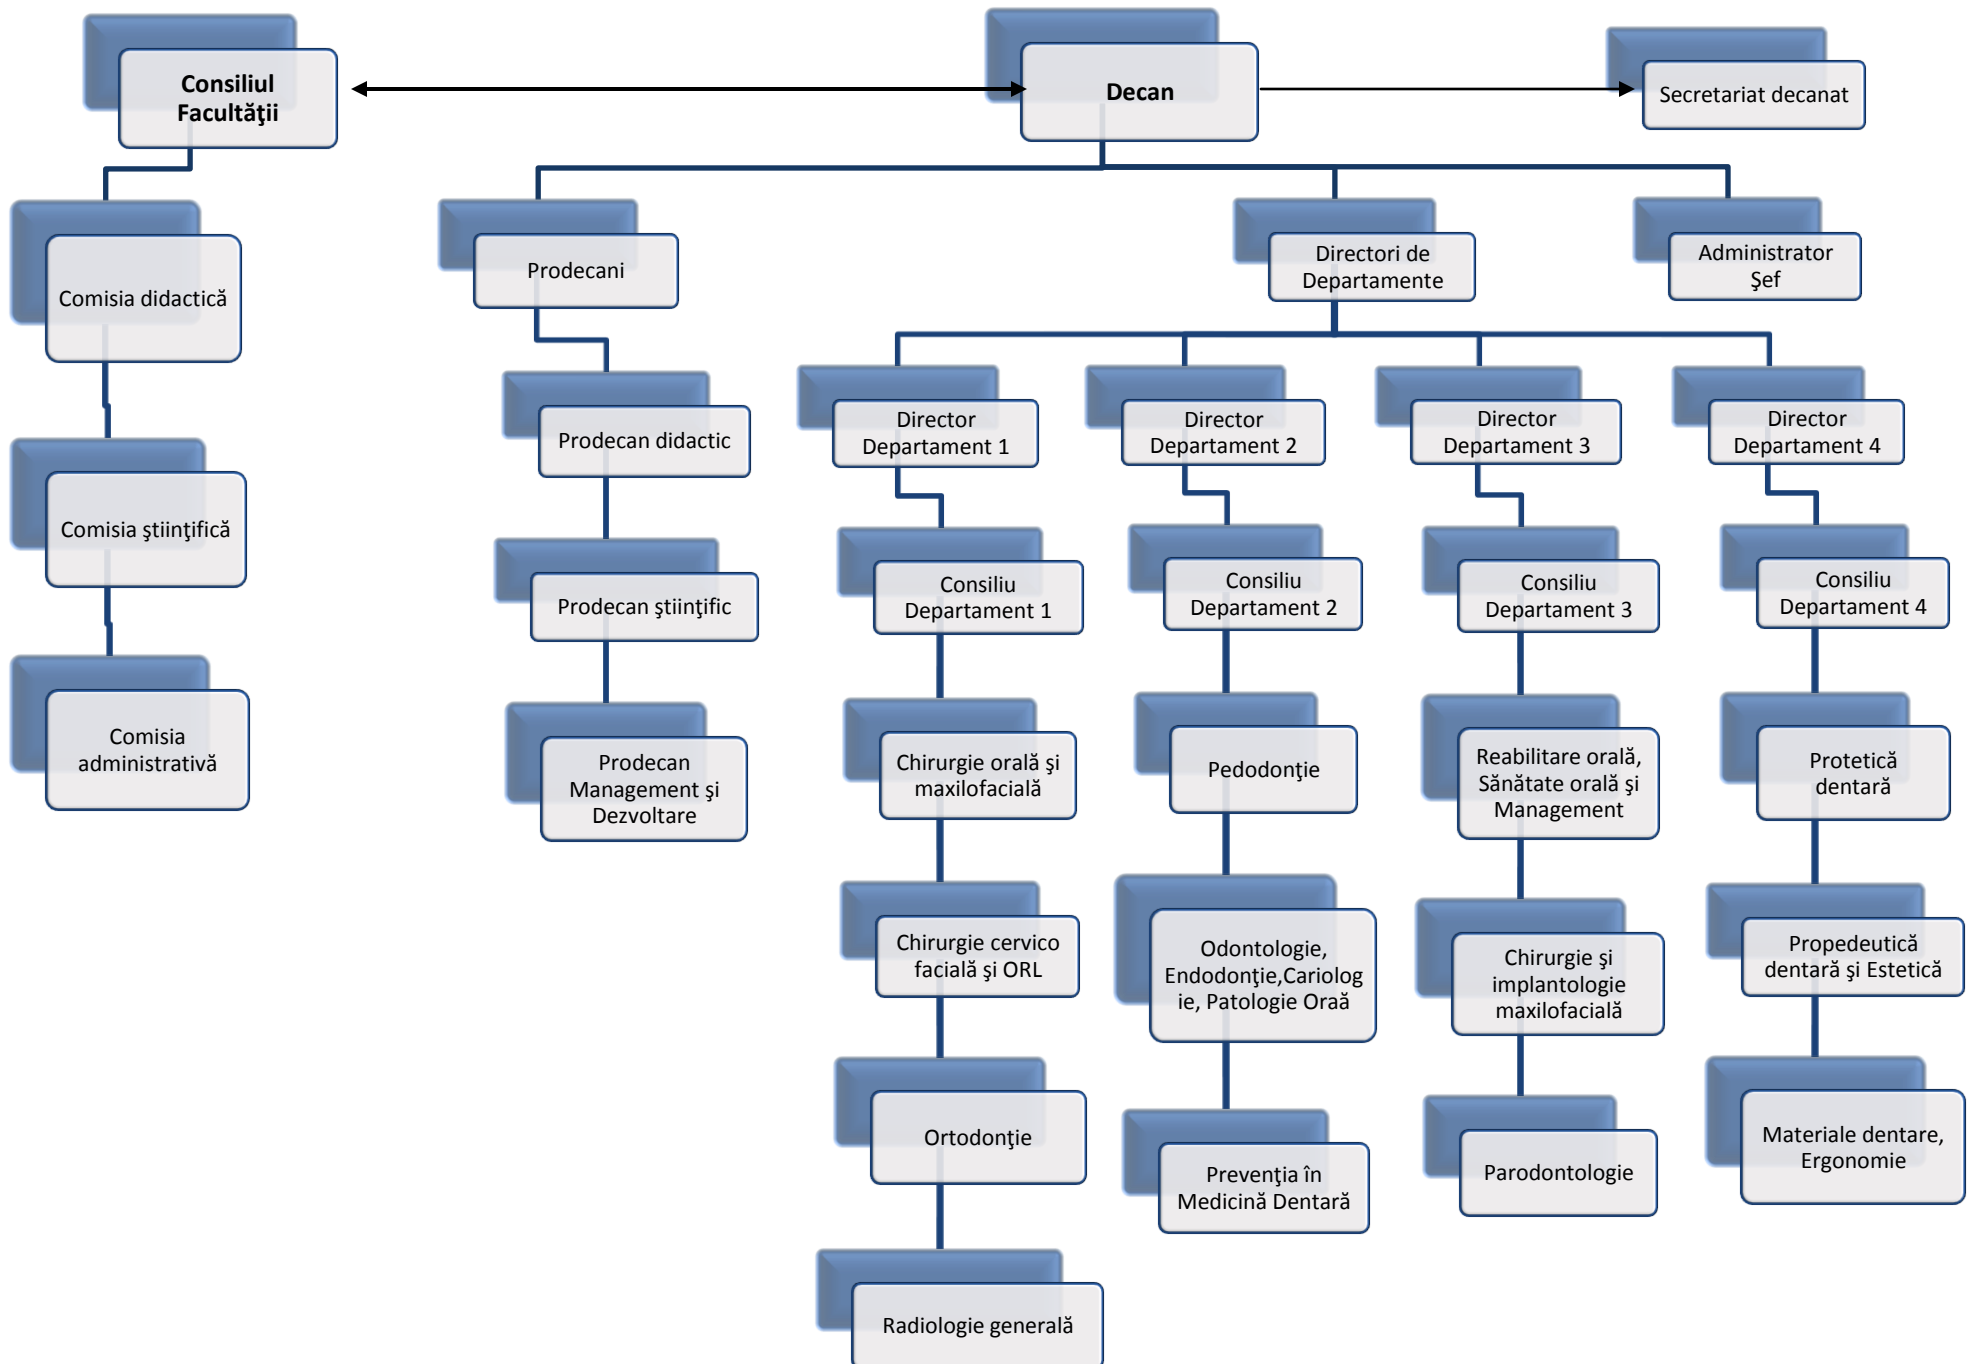 Consiliul
Facultăţii
Decan
Secretariat decanat
Comisia didactică
Comisia ştiinţifică
Comisia
administrativă
Prodecani
Prodecan didactic
Prodecan ştiinţific
Prodecan
Management şi
Dezvoltare
Directori de
Departamente
Administrator
Şef
Director
Departament 1
Consiliu
Departament 1
Chirurgie orală şi
maxilofacială
Chirurgie cervico
facială şi ORL
Ortodonţie
Radiologie generală
Director
Departament 2
Consiliu
Departament 2
Pedodonţie
Odontologie,
Endodonţie,Cariolog
ie, Patologie Oraă
Prevenţia în
Medicină Dentară
Director
Departament 3
Consiliu
Departament 3
Reabilitare orală,
Sănătate orală şi
Management
Chirurgie şi
implantologie
maxilofacială
Parodontologie
Director
Departament 4
Consiliu
Departament 4
Protetică
dentară
Propedeutică
dentară şi Estetică
Materiale dentare,
Ergonomie